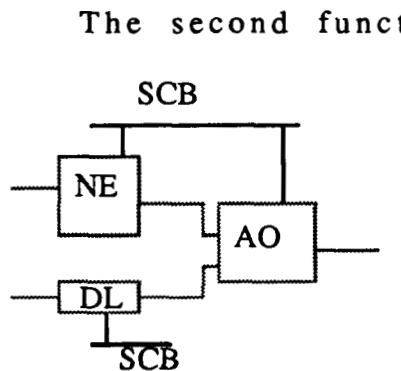 The second funct
SCB
NE
AO
DL
SCB